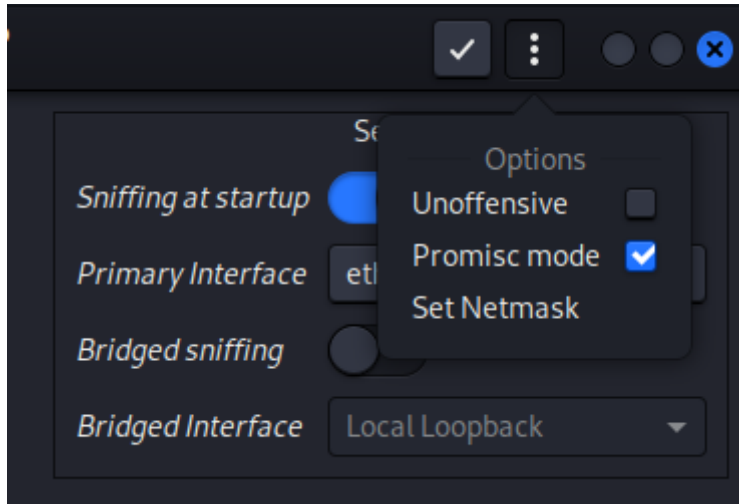 Options
Sniffing at startup
Unoffensive
Primary Interface
Promisc mode
Set Netmask
Bridged sniffing
Bridged Interface
Local Loopback